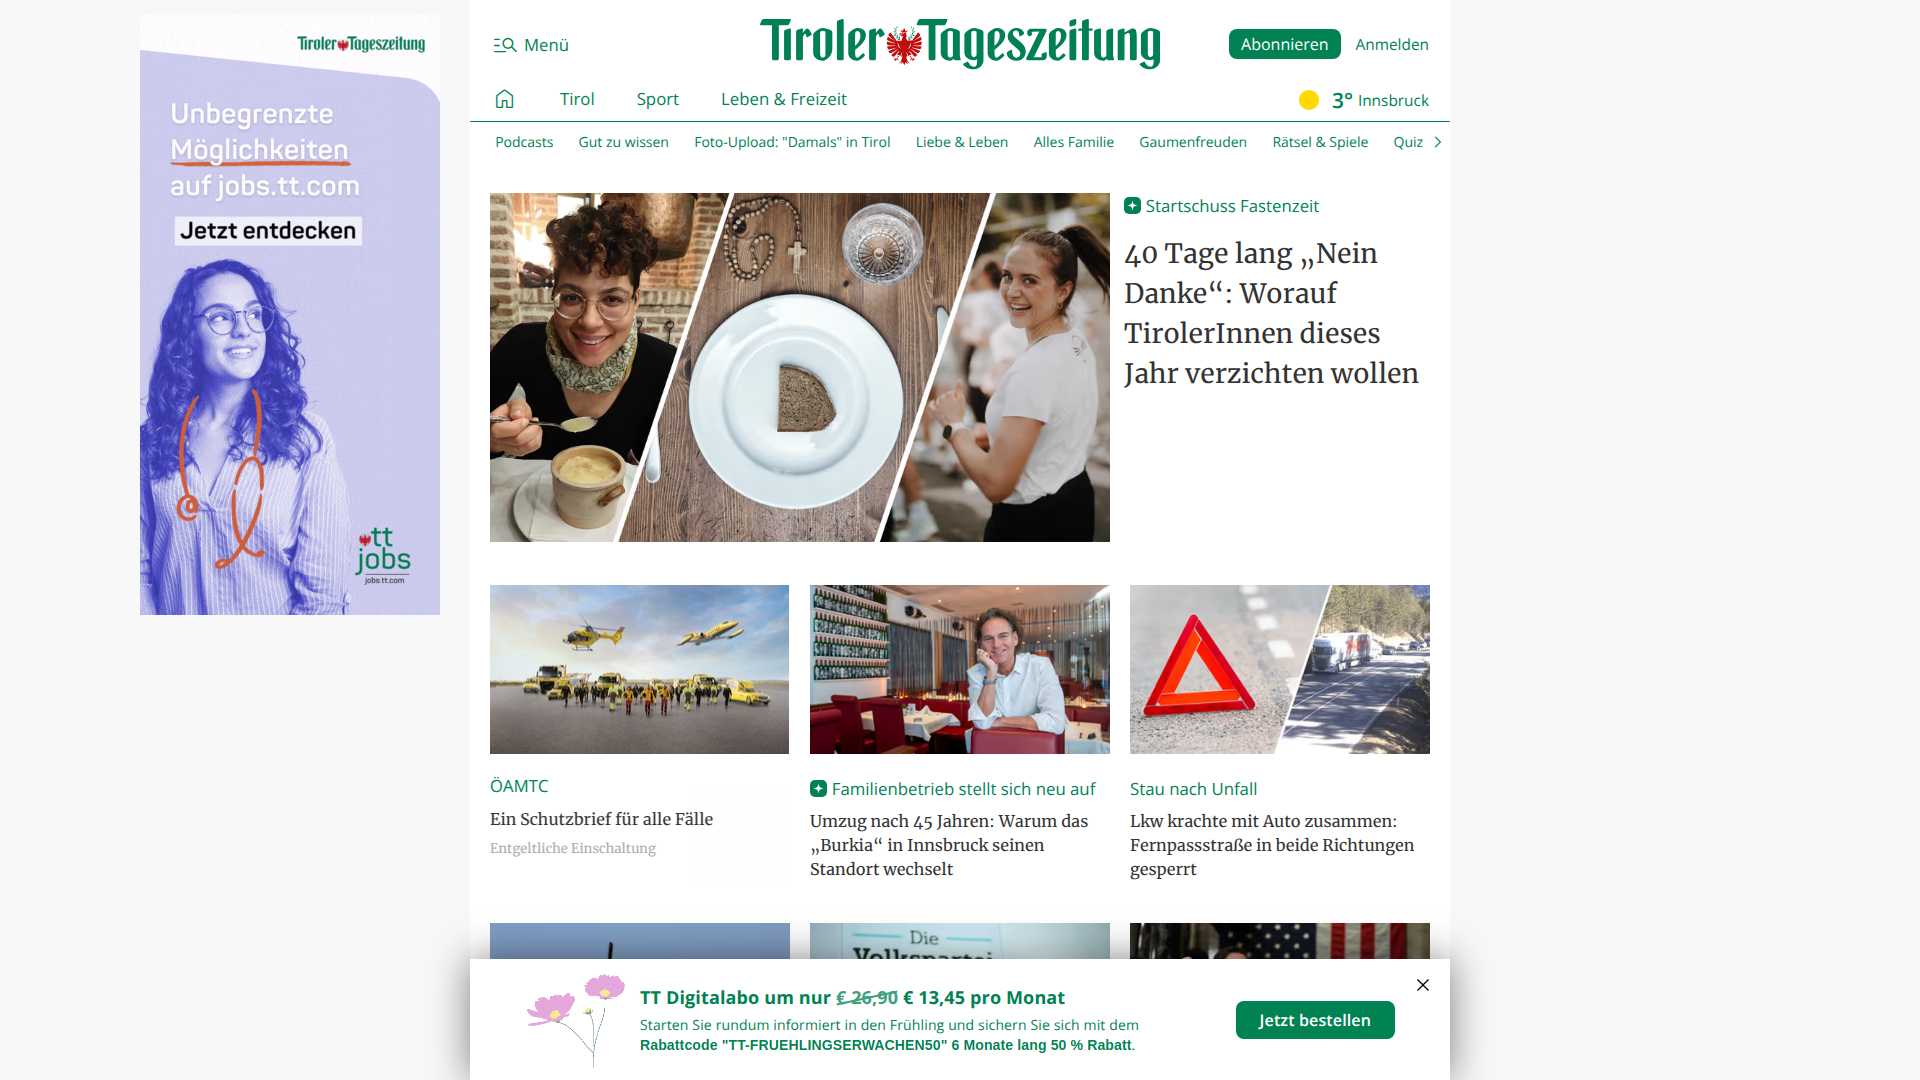 Tiroler Tageszeitung
Unbegrenzte
Möglichkeiten
auf jobs.tt.com
Jetzt entdecken
tt
jobs
jobs.tt.com
Menü
Tiroler Tageszeitung
Abonnieren
Anmelden
Tirol
Sport
Leben & Freizeit
3° Innsbruck
Podcasts
Gut zu wissen
Foto-Upload: "Damals" in Tirol
Liebe & Leben
Alles Familie
Gaumenfreuden
Rätsel & Spiele
Quiz
Startschuss Fastenzeit
40 Tage lang „Nein
Danke“: Worauf
TirolerInnen dieses
Jahr verzichten wollen
ÖAMTC
Ein Schutzbrief für alle Fälle
Entgeltliche Einschaltung
Familienbetrieb stellt sich neu auf
Umzug nach 45 Jahren: Warum das
„Burkia“ in Innsbruck seinen
Standort wechselt
Stau nach Unfall
Lkw krachte mit Auto zusammen:
Fernpassstraße in beide Richtungen
gesperrt
Die
Volkspartei
TT Digitalabo um nur € 26,90 € 13,45 pro Monat
Starten Sie rundum informiert in den Frühling und sichern Sie sich mit dem
Rabattcode "TT-FRUEHLINGSERWACHEN50" 6 Monate lang 50 % Rabatt.
Jetzt bestellen